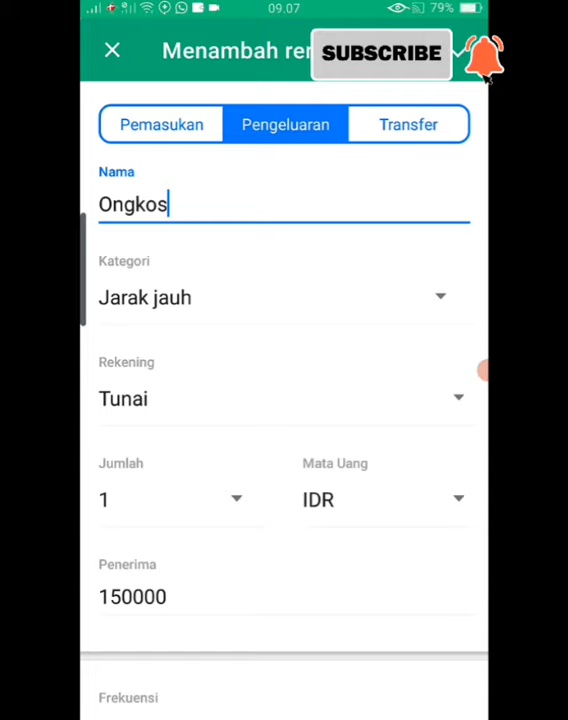 09.07 79%
Menambah
SUBSCRIBE
Pemasukan Pengeluaran Transfer
Nama
Ongkos
Kategori
Jarak jauh
Rekening
Tunai
Jumlah Mata Uang
1 IDR
Penerima
150000
Frekuensi